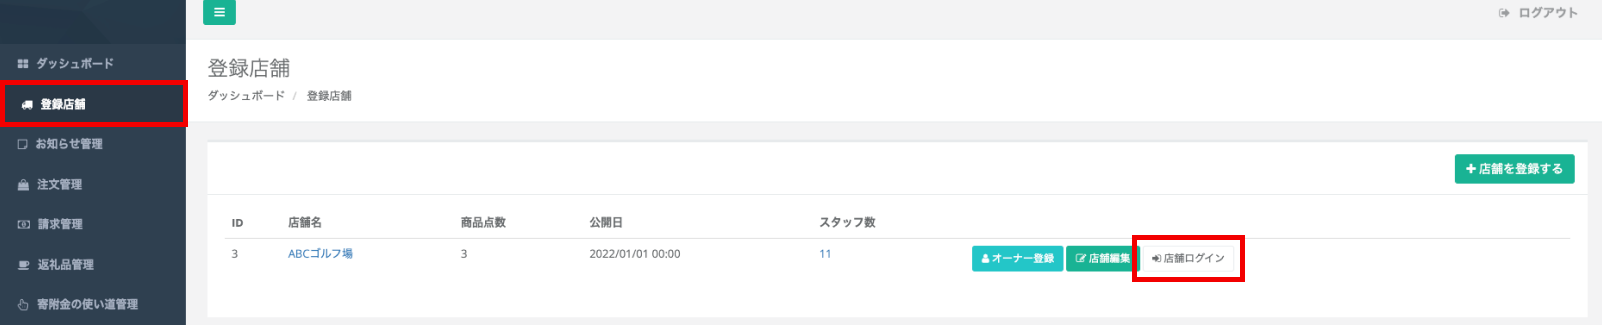 ログアウト
ダッシュボード
登録店舗
お知らせ管理
注文管理
請求管理
返礼品管理
寄附金の使い道管理
登録店舗
ダッシュボード / 登録店舗
店舗を登録する
ID 店舗名 商品点数 公開日 スタッフ数
3 ABCゴルフ場 3 2022/01/01 00:00 11 オーナー登録 店舗編集 店舗ログイン